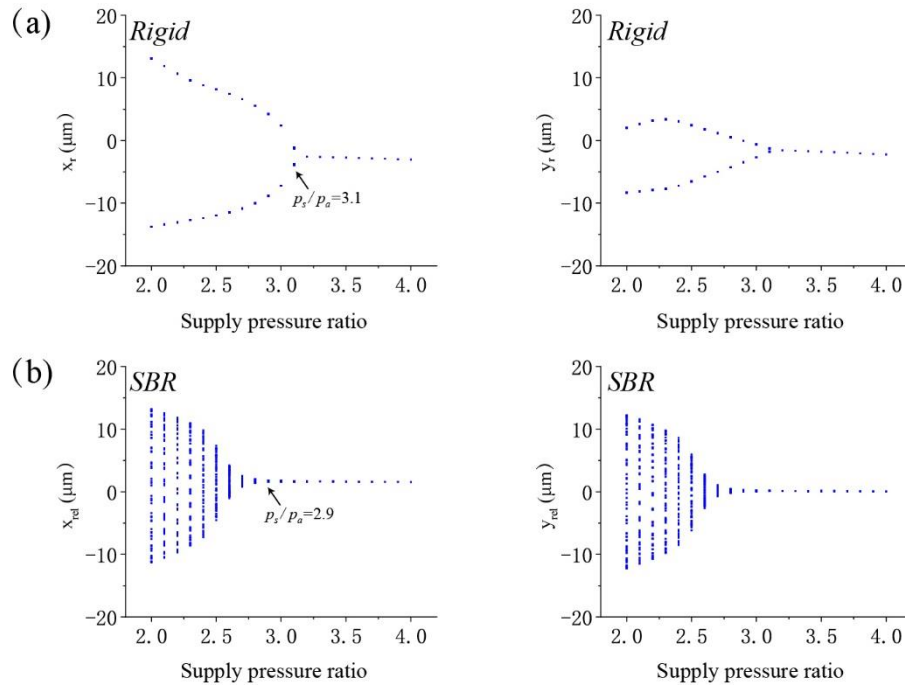 (a)
Rigid
20
10
0
−10
−20
x_r (μm)
p_s/p_a=3.1
2.0 2.5 3.0 3.5 4.0
Supply pressure ratio
Rigid
20
10
0
−10
−20
y_r (μm)
2.0 2.5 3.0 3.5 4.0
Supply pressure ratio
(b)
SBR
20
10
0
−10
−20
x_rel (μm)
p_s/p_a=2.9
2.0 2.5 3.0 3.5 4.0
Supply pressure ratio
SBR
20
10
0
−10
−20
y_rel (μm)
2.0 2.5 3.0 3.5 4.0
Supply pressure ratio